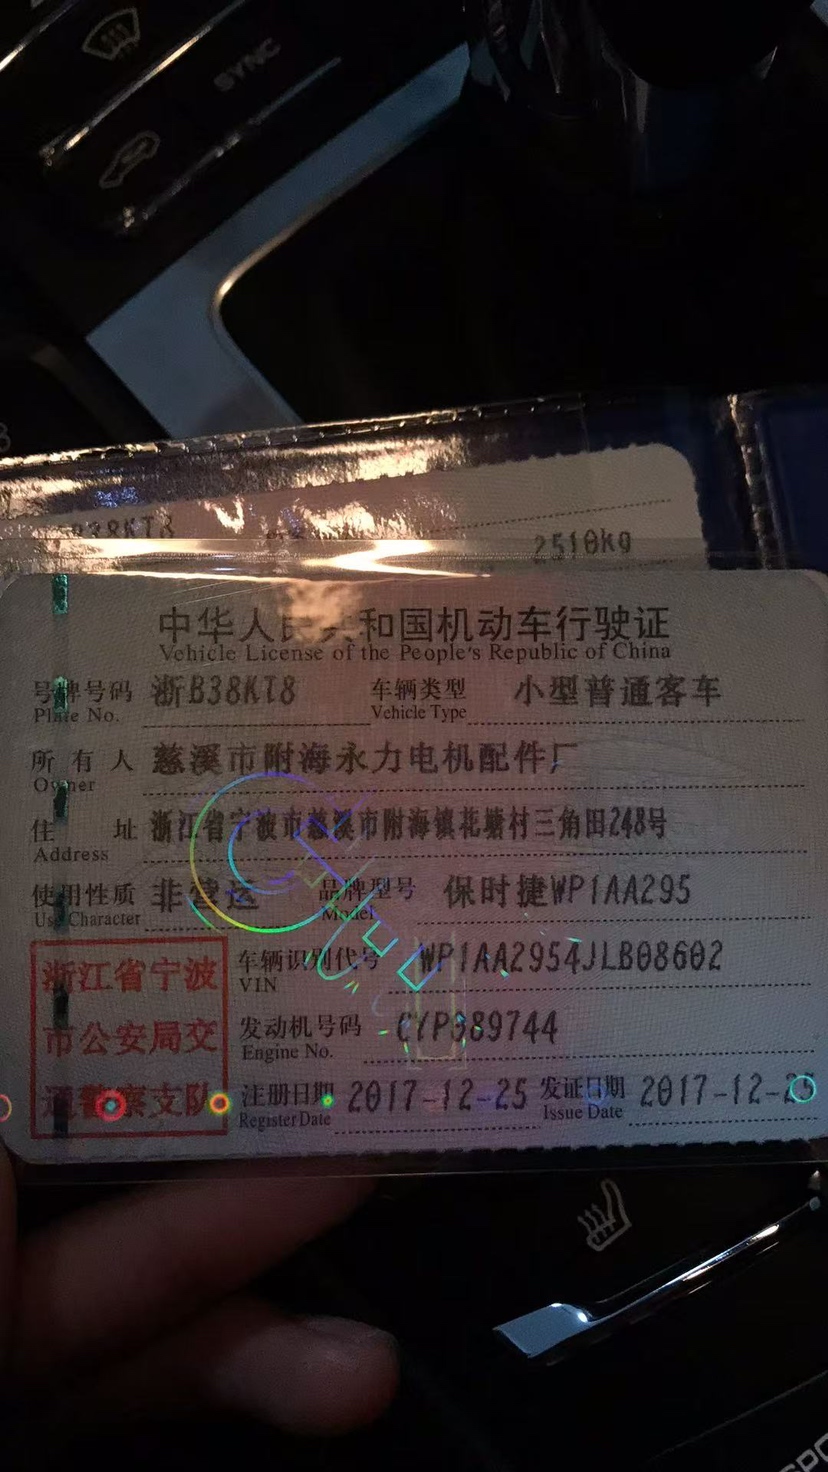 SYNC
B38KT8
2510kg
中华人民共和国机动车行驶证
Vehicle License of the People's Republic of China
号牌号码 浙B38KT8 车辆类型 小型普通客车
Plate No. Vehicle Type
所有人 慈溪市附海永力电机配件厂
Owner
住址 浙江省宁波市慈溪市附海镇花塘村三角田248号
Address
使用性质 非营运 品牌型号 保时捷WP1AA295
Use Character Model
浙江省宁波
市公安局交
通警察支队
车辆识别代号 WP1AA2954JLB08602
VIN
发动机号码 CYP389744
Engine No.
注册日期 2017-12-25 发证日期 2017-12-25
Register Date Issue Date